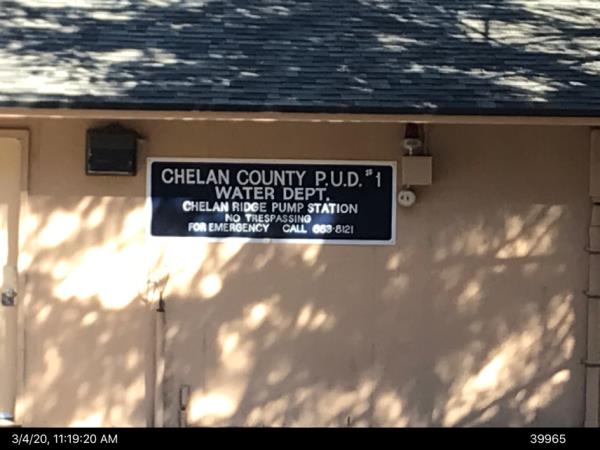 CHELAN COUNTY P.U.D. #1
WATER DEPT.
CHELAN RIDGE PUMP STATION
NO TRESPASSING
FOR EMERGENCY CALL 663-8121
3/4/20, 11:19:20 AM 39965